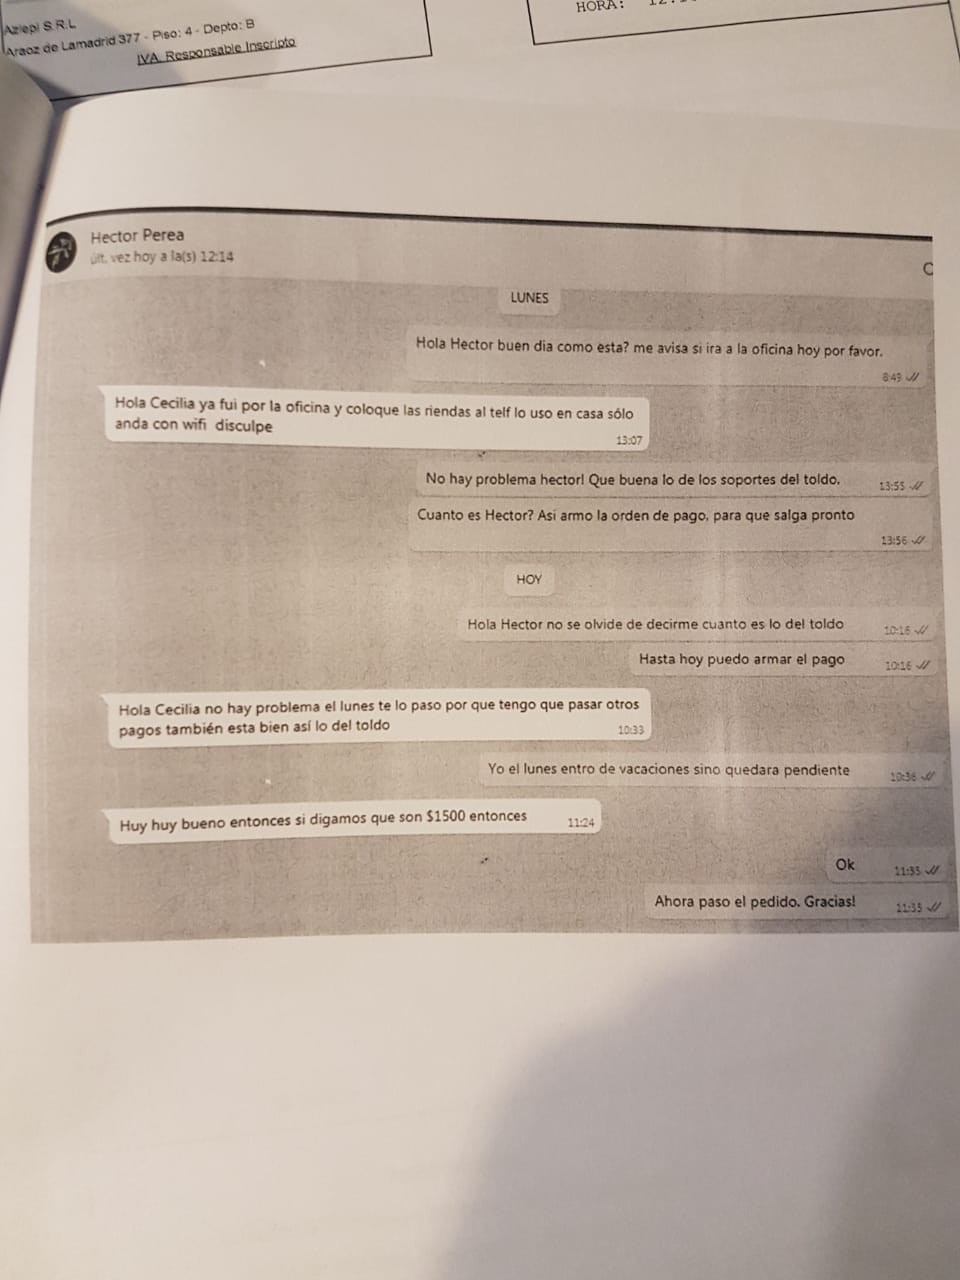 Aziepi S.R.L
Araoz de Lamadrid 377 - Piso: 4 - Depto: B
IVA. Responsable Inscripto
HORA:
Hector Perea
últ. vez hoy a la(s) 12:14
LUNES
Hola Hector buen dia como esta? me avisa si ira a la oficina hoy por favor.
8:49
Hola Cecilia ya fui por la oficina y coloque las riendas al telf lo uso en casa sólo
anda con wifi disculpe
13:07
No hay problema hector! Que buena lo de los soportes del toldo.
13:55
Cuanto es Hector? Asi armo la orden de pago, para que salga pronto
13:56
HOY
Hola Hector no se olvide de decirme cuanto es lo del toldo
10:16
Hasta hoy puedo armar el pago
10:16
Hola Cecilia no hay problema el lunes te lo paso por que tengo que pasar otros
pagos también esta bien así lo del toldo
10:33
Yo el lunes entro de vacaciones sino quedara pendiente
10:36
Huy huy bueno entonces si digamos que son $1500 entonces
11:24
Ok
11:35
Ahora paso el pedido. Gracias!
11:35